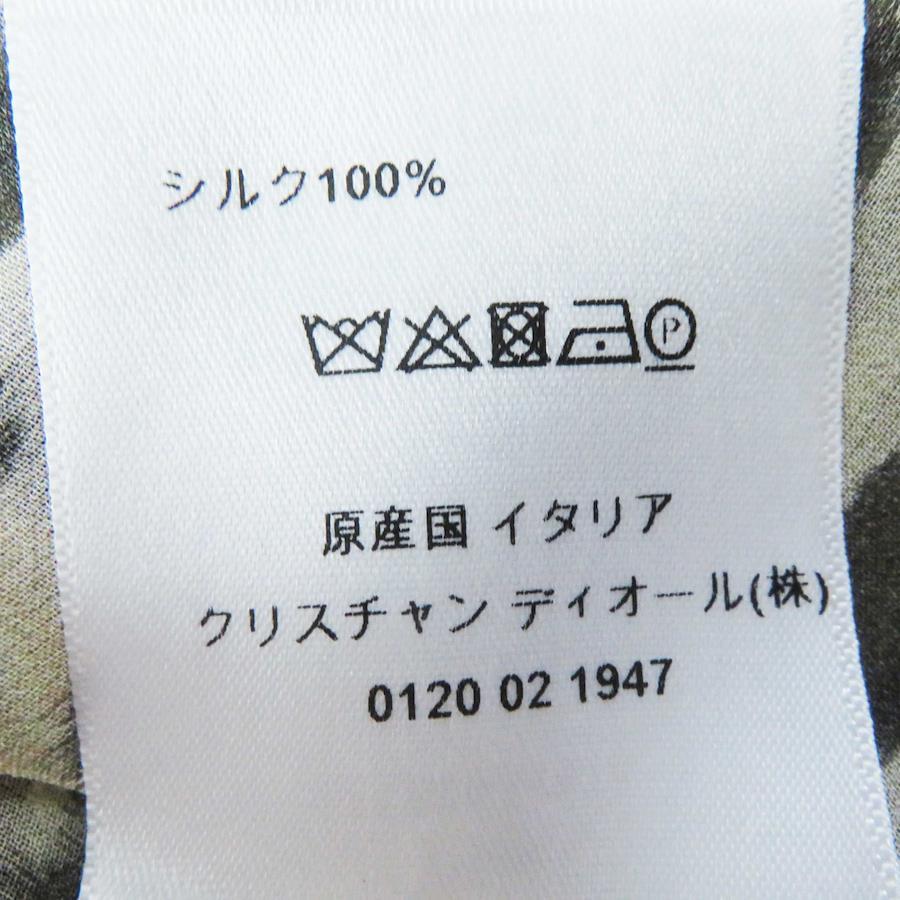 シルク100%
P
原産国 イタリア
クリスチャン ディオール(株)
0120 02 1947